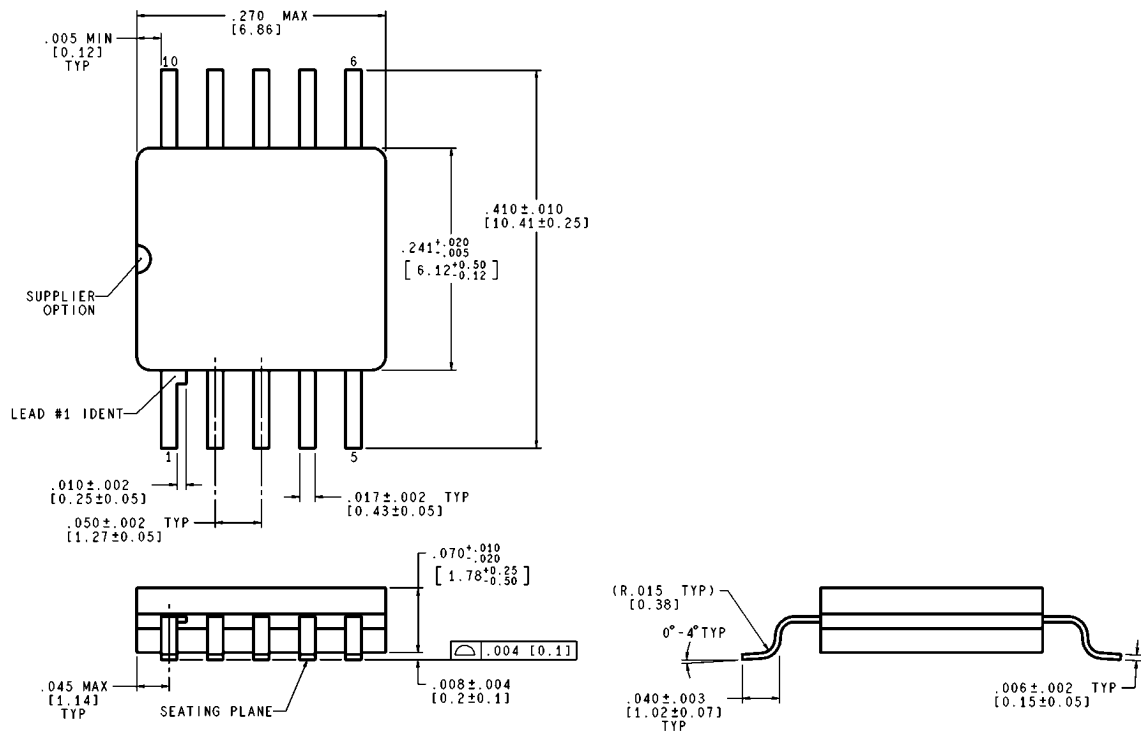 .270 MAX
[6.86]
.005 MIN
[0.12]
TYP
10
6
.410±.010
[10.41±0.25]
.241+.020
-.005
[6.12+0.50
-0.12]
SUPPLIER
OPTION
LEAD #1 IDENT
1
5
.010±.002
[0.25±0.05]
.017±.002 TYP
[0.43±0.05]
.050±.002 TYP
[1.27±0.05]
.070+.010
-.020
[1.78+0.25
-0.50]
.004 [0.1]
.045 MAX
[1.14]
TYP
SEATING PLANE
.008±.004
[0.2±0.1]
(R.015 TYP)
[0.38]
0°-4°TYP
.040±.003
[1.02±0.07]
TYP
.006±.002 TYP
[0.15±0.05]